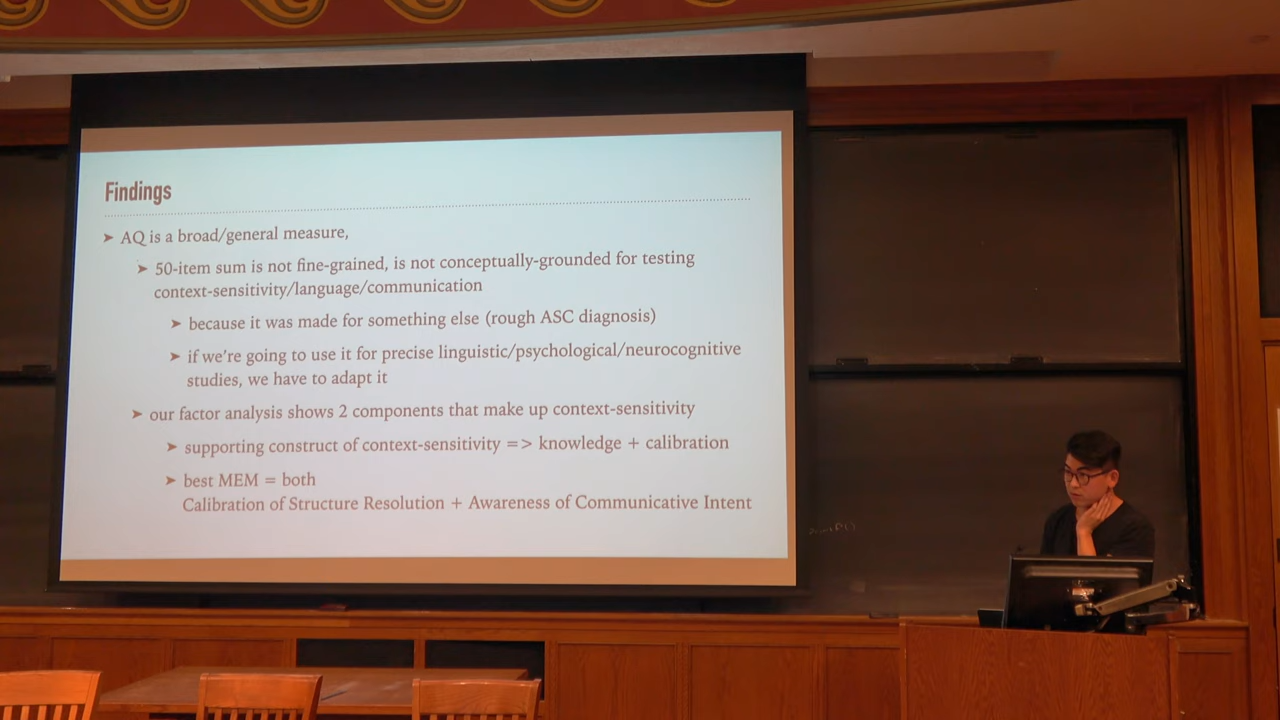 Findings
➤ AQ is a broad/general measure,
➤ 50-item sum is not fine-grained, is not conceptually-grounded for testing
context-sensitivity/language/communication
➤ because it was made for something else (rough ASC diagnosis)
➤ if we're going to use it for precise linguistic/psychological/neurocognitive
studies, we have to adapt it
➤ our factor analysis shows 2 components that make up context-sensitivity
➤ supporting construct of context-sensitivity => knowledge + calibration
➤ best MEM = both
Calibration of Structure Resolution + Awareness of Communicative Intent